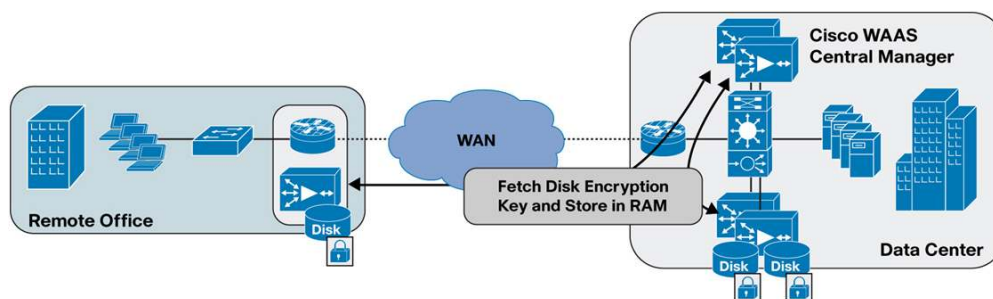 Cisco WAAS
Central Manager
WAN
Fetch Disk Encryption
Key and Store in RAM
Remote Office
Disk
Data Center
Disk
Disk